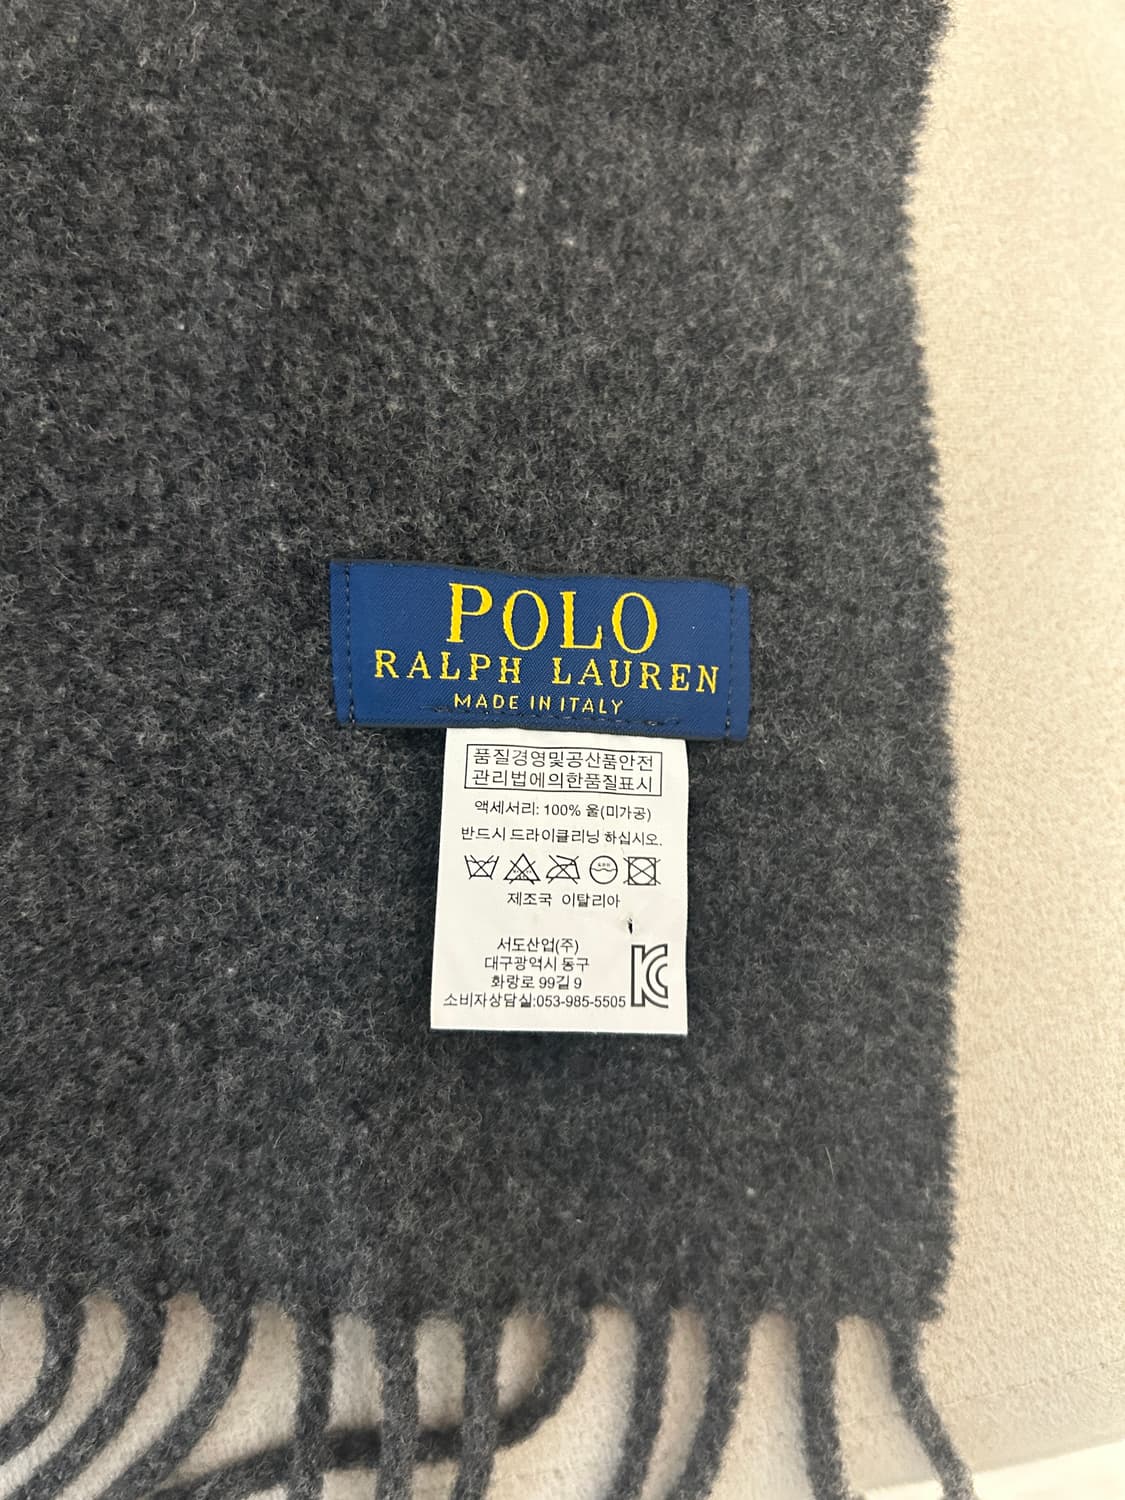 POLO
RALPH LAUREN
MADE IN ITALY
품질경영및공산품안전
관리법에의한품질표시
액세서리: 100% 울(미가공)
반드시 드라이클리닝 하십시오.
제조국 이탈리아
서도산업(주)
대구광역시 동구
화랑로 99길 9
소비자상담실:053-985-5505